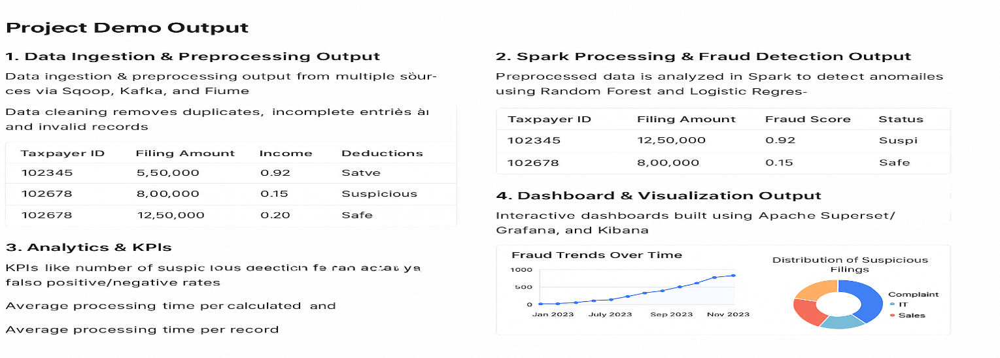 Project Demo Output
1. Data Ingestion & Preprocessing Output
Data ingestion & preprocessing output from multiple sòur-
ces via Sqoop, Kafka, and Fiume
Data cleaning removes duplicates, incomplete entriès àı
and invalid records
Taxpayer ID Filing Amount Income Deductions
102345 5,50,000 0.92 Satve
102678 8,00,000 0.15 Suspicious
102678 12,50,000 0.20 Safe
3. Analytics & KPIs
KPIs like number of suspic
falso positive/negative rates
Average processing time per calculated and
Average processing time per record
2. Spark Processing & Fraud Detection Output
Preprocessed data is analyzed in Spark to detect anomailes
using Random Forest and Logistic Regres-
Taxpayer ID Filing Amount Fraud Score Status
102345 12,50,000 0.92 Suspi
102678 8,00,000 0.15 Safe
4. Dashboard & Visualization Output
Interactive dashboards built using Apache Superset/
Grafana, and Kibana
Fraud Trends Over Time
1000
500
0
Jan 2023 July 2023 Sep 2023 Nov 2023
Distribution of Suspicious
Filings
Complaint
IT
Sales